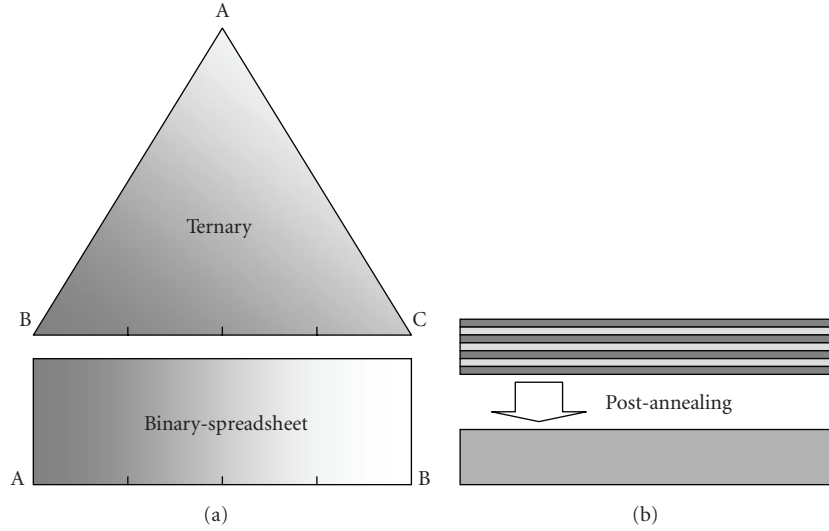 A
Ternary
B
C
Binary-spreadsheet
A
B
(a)
Post-annealing
(b)